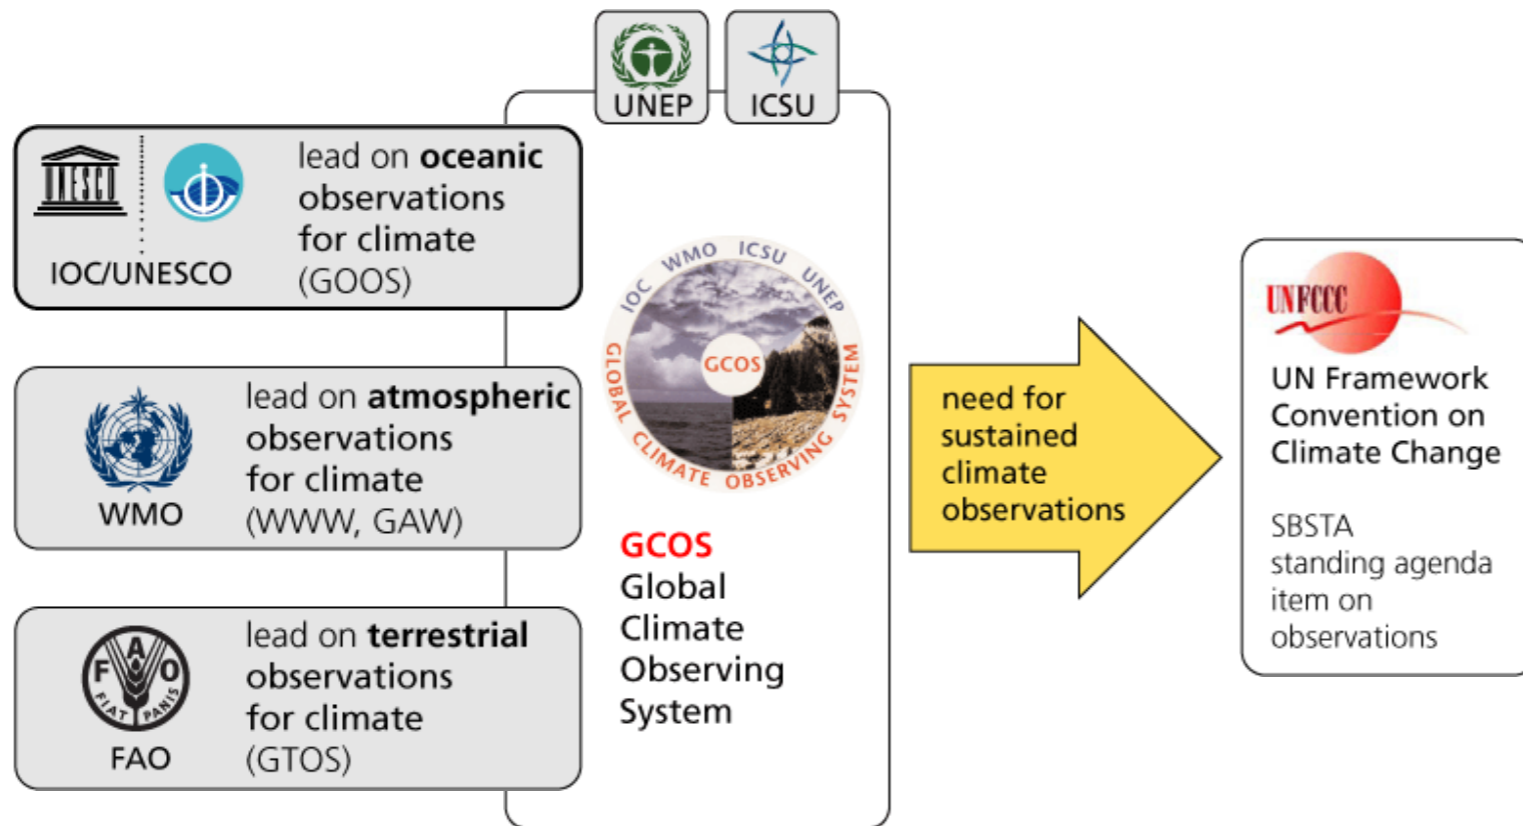 UNEP
ICSU
UNESCO
IOC/UNESCO
lead on oceanic
observations
for climate
(GOOS)
WMO
lead on atmospheric
observations
for climate
(WWW, GAW)
F A O
FIAT PANIS
FAO
lead on terrestrial
observations
for climate
(GTOS)
IOC WMO ICSU UNEP
GCOS
GLOBAL CLIMATE OBSERVING SYSTEM
GCOS
Global
Climate
Observing
System
need for
sustained
climate
observations
UNFCCC
UN Framework
Convention on
Climate Change
SBSTA
standing agenda
item on
observations